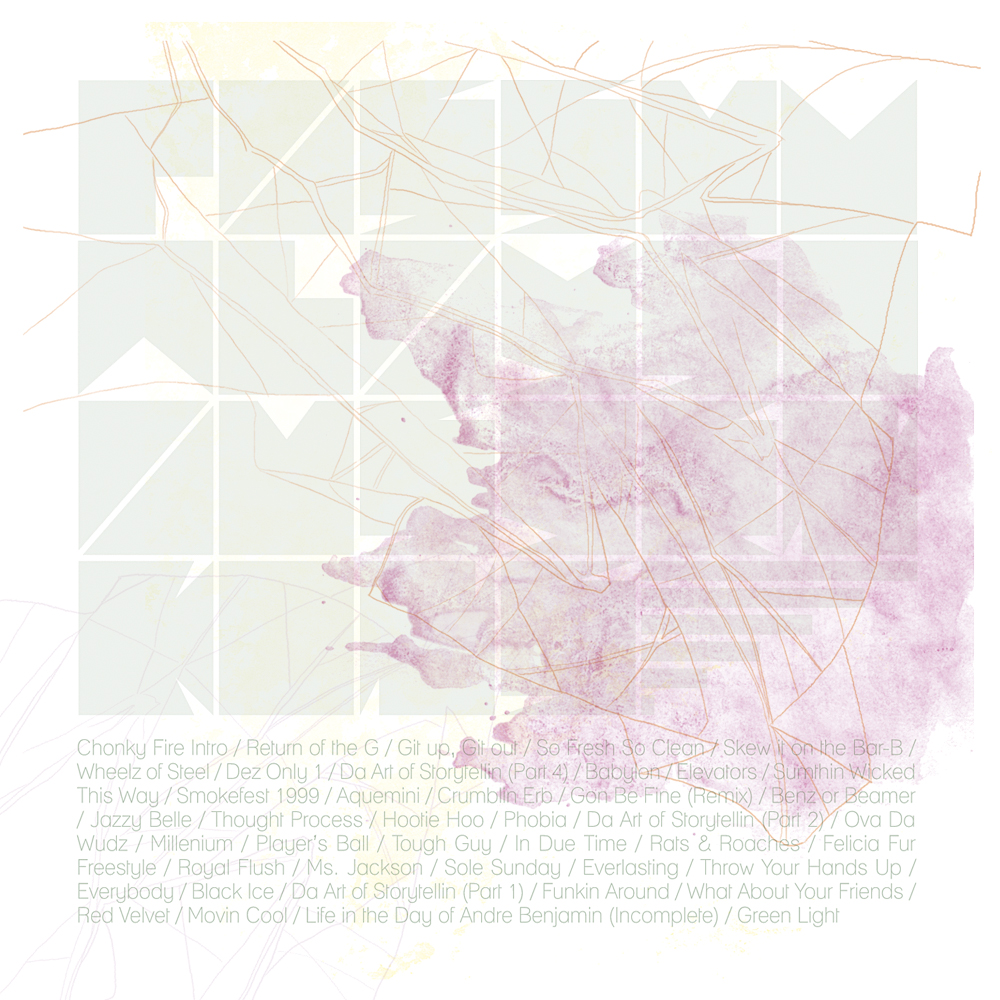 Chonky Fire Intro / Return of the G / Git up, Git out / So Fresh So Clean / Skew it on the Bar-B /
Wheelz of Steel / Dez Only 1 / Da Art of Storytellin (Part 4) / Babylon / Elevators / Sumthin Wicked
This Way / Smokefest 1999 / Aquemini / Crumblin Erb / Gon Be Fine (Remix) / Benz or Beamer
/ Jazzy Belle / Thought Process / Hootie Hoo / Phobia / Da Art of Storytellin (Part 2) / Ova Da
Wudz / Millenium / Player's Ball / Tough Guy / In Due Time / Rats & Roaches / Felicia Fur
Freestyle / Royal Flush / Ms. Jackson / Sole Sunday / Everlasting / Throw Your Hands Up /
Everybody / Black Ice / Da Art of Storytellin (Part 1) / Funkin Around / What About Your Friends /
Red Velvet / Movin Cool / Life in the Day of Andre Benjamin (Incomplete) / Green Light